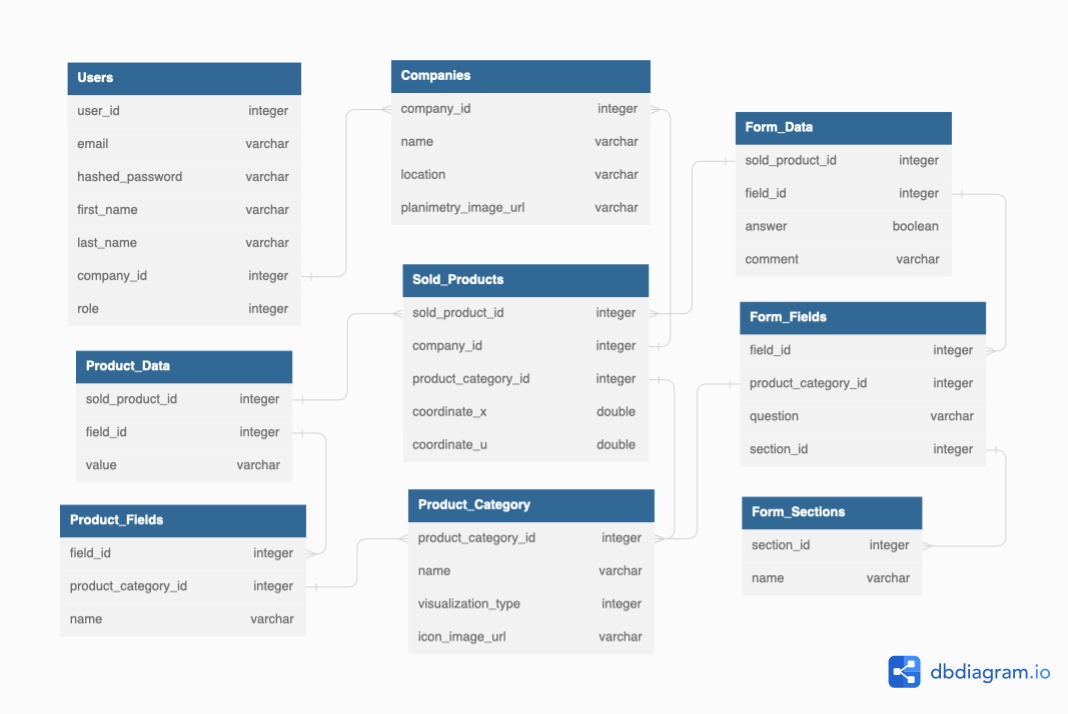 Users
user_id integer
email varchar
hashed_password varchar
first_name varchar
last_name varchar
company_id integer
role integer
Companies
company_id integer
name varchar
location varchar
planimetry_image_url varchar
Form_Data
sold_product_id integer
field_id integer
answer boolean
comment varchar
Sold_Products
sold_product_id integer
company_id integer
product_category_id integer
coordinate_x double
coordinate_u double
Form_Fields
field_id integer
product_category_id integer
question varchar
section_id integer
Product_Data
sold_product_id integer
field_id integer
value varchar
Product_Fields
field_id integer
product_category_id integer
name varchar
Product_Category
product_category_id integer
name varchar
visualization_type integer
icon_image_url varchar
Form_Sections
section_id integer
name varchar
dbdiagram.io